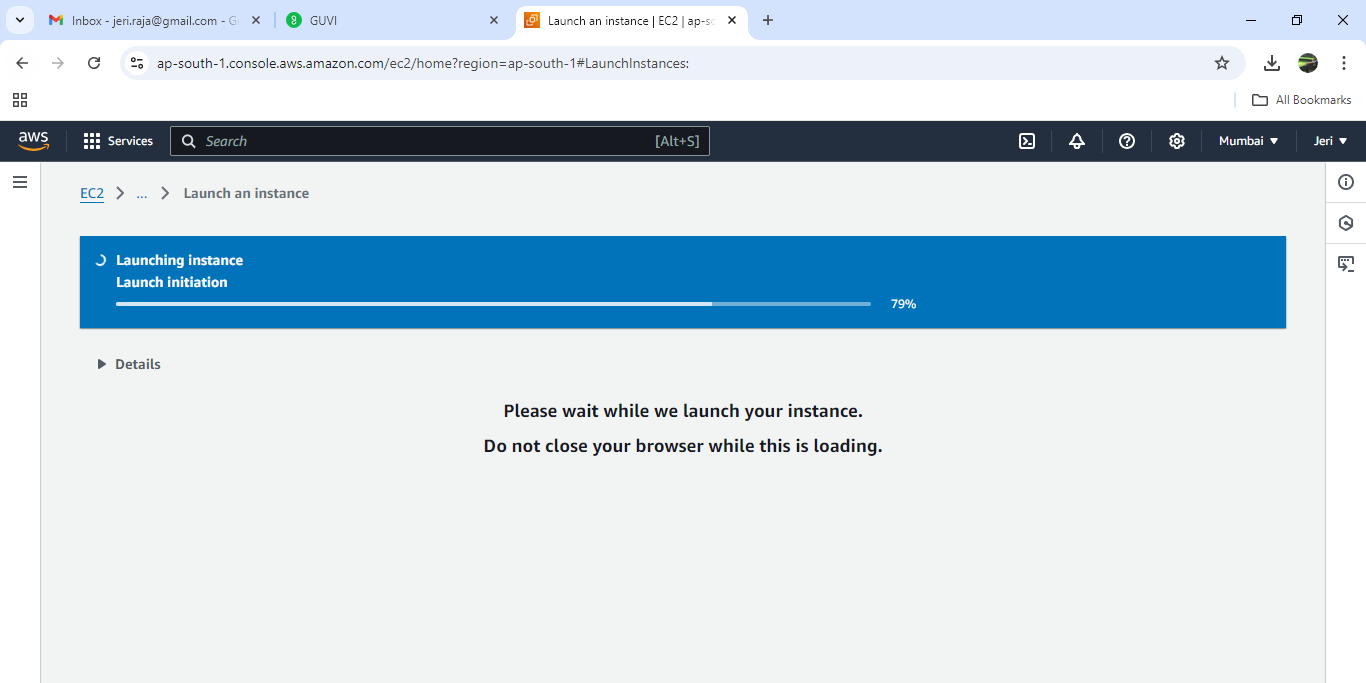 Inbox - jeri.raja@gmail.com - G
GUVI
Launch an instance | EC2 | ap-so
ap-south-1.console.aws.amazon.com/ec2/home?region=ap-south-1#LaunchInstances:
All Bookmarks
aws
Services
Search
[Alt+S]
Mumbai
Jeri
EC2
...
Launch an instance
Launching instance
Launch initiation
79%
Details
Please wait while we launch your instance.
Do not close your browser while this is loading.